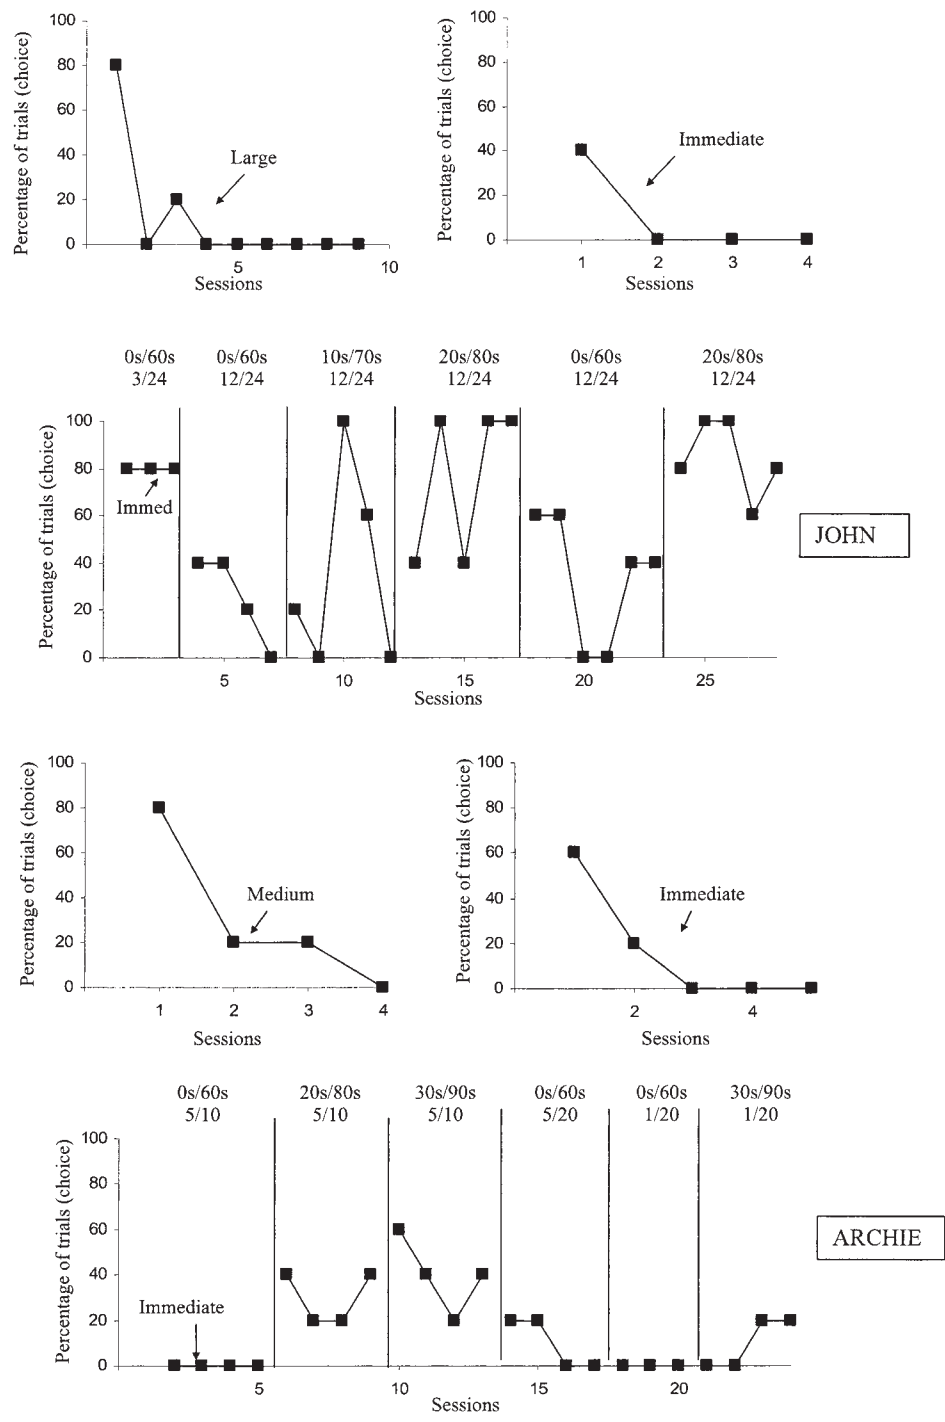 100
80
60
40
20
0
Percentage of trials (choice)
Large
5
10
Sessions
100
80
60
40
20
0
Percentage of trials (choice)
Immediate
1 2 3 4
Sessions
0s/60s 0s/60s 10s/70s 20s/80s 0s/60s 20s/80s
3/24 12/24 12/24 12/24 12/24 12/24
100
80
60
40
20
0
Percentage of trials (choice)
Immed
JOHN
5 10 15 20 25
Sessions
100
80
60
40
20
0
Percentage of trials (choice)
Medium
1 2 3 4
Sessions
100
80
60
40
20
0
Percentage of trials (choice)
Immediate
2 4
Sessions
0s/60s 20s/80s 30s/90s 0s/60s 0s/60s 30s/90s
5/10 5/10 5/10 5/20 1/20 1/20
100
80
60
40
20
0
Percentage of trials (choice)
Immediate
ARCHIE
5 10 15 20
Sessions